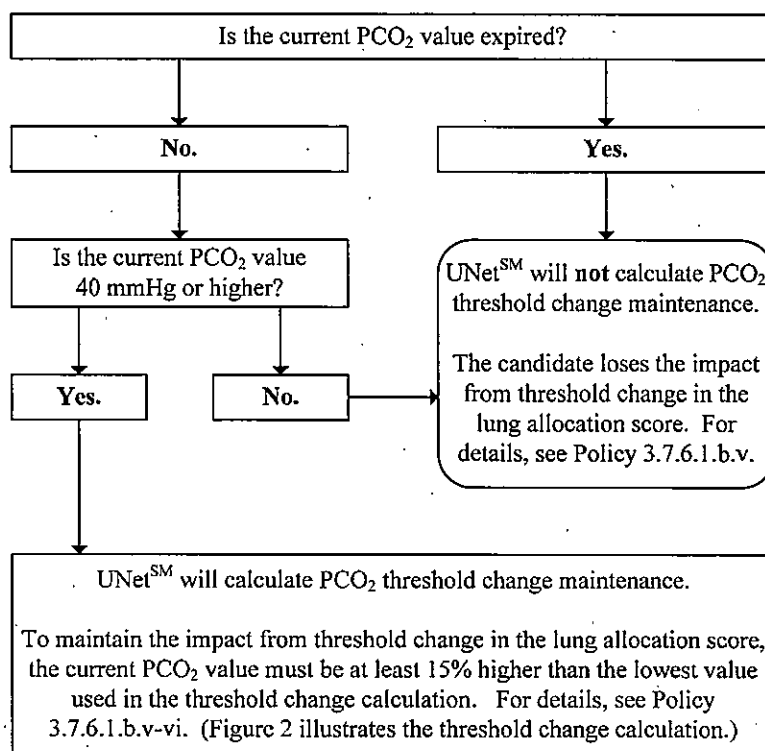 Is the current PCO₂ value expired?
No.
Yes.
Is the current PCO₂ value
40 mmHg or higher?
UNetSM will not calculate PCO₂
threshold change maintenance.
The candidate loses the impact
from threshold change in the
lung allocation score. For
details, see Policy 3.7.6.1.b.v.
Yes.
No.
UNetSM will calculate PCO₂ threshold change maintenance.
To maintain the impact from threshold change in the lung allocation score,
the current PCO₂ value must be at least 15% higher than the lowest value
used in the threshold change calculation. For details, see Policy
3.7.6.1.b.v-vi. (Figure 2 illustrates the threshold change calculation.)